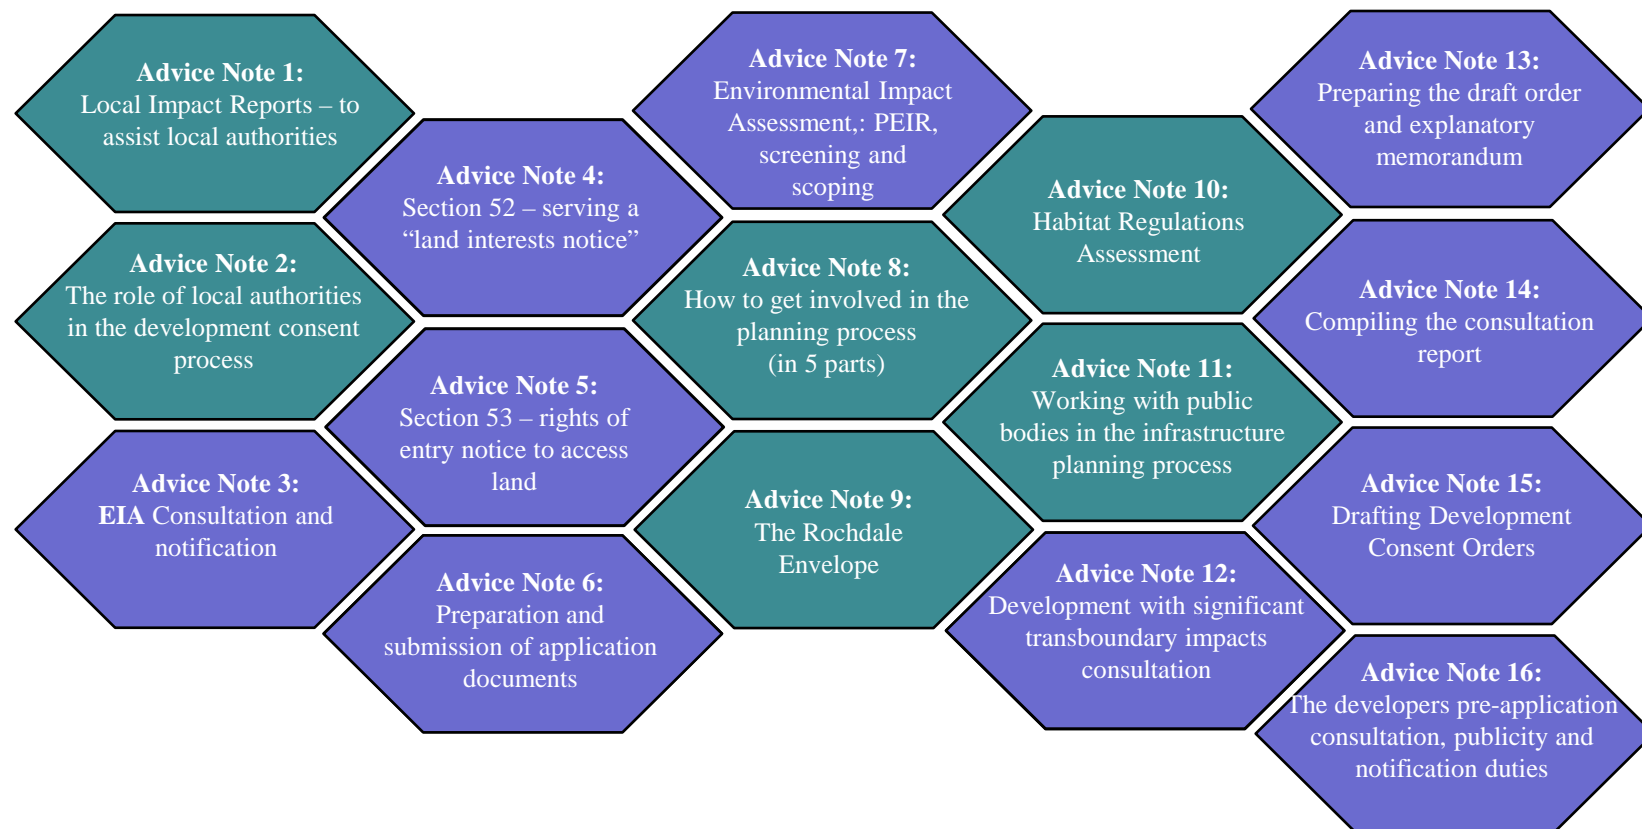 Advice Note 1:
Local Impact Reports – to
assist local authorities
Advice Note 2:
The role of local authorities
in the development consent
process
Advice Note 3:
EIA Consultation and
notification
Advice Note 4:
Section 52 – serving a
“land interests notice”
Advice Note 5:
Section 53 – rights of
entry notice to access
land
Advice Note 6:
Preparation and
submission of application
documents
Advice Note 7:
Environmental Impact
Assessment,: PEIR,
screening and
scoping
Advice Note 8:
How to get involved in the
planning process
(in 5 parts)
Advice Note 9:
The Rochdale
Envelope
Advice Note 10:
Habitat Regulations
Assessment
Advice Note 11:
Working with public
bodies in the infrastructure
planning process
Advice Note 12:
Development with significant
transboundary impacts
consultation
Advice Note 13:
Preparing the draft order
and explanatory
memorandum
Advice Note 14:
Compiling the consultation
report
Advice Note 15:
Drafting Development
Consent Orders
Advice Note 16:
The developers pre-application
consultation, publicity and
notification duties